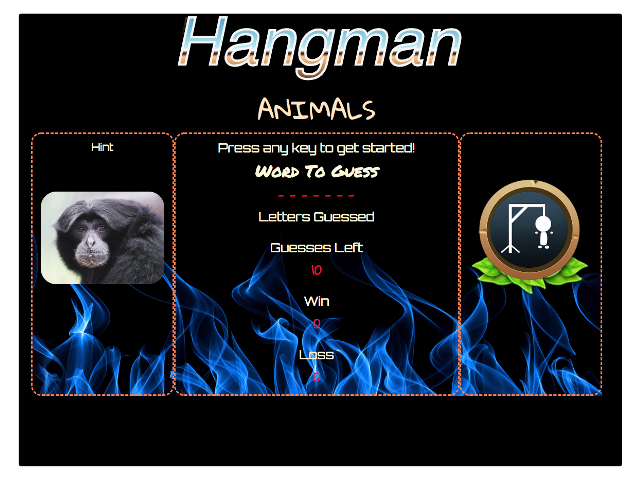 Hangman
ANIMALS
Hint
Press any key to get started!
Word To Guess
_ _ _ _ _ _ _
Letters Guessed
Guesses Left
10
Win
0
Loss